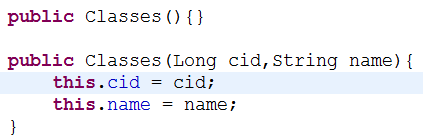 public Classes(){}
public Classes(Long cid,String name){
    this.cid = cid;
    this.name = name;
}